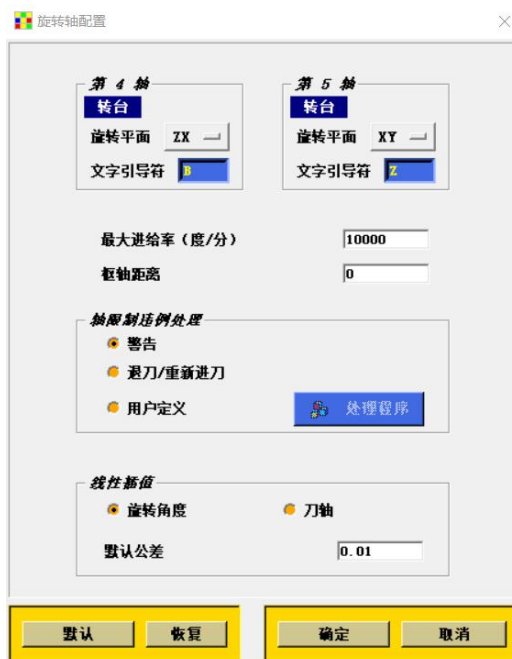 旋转轴配置
第 4 轴
第 5 轴
转台
转台
旋转平面 ZX
旋转平面 XY
文字引导符 B
文字引导符 Z
最大进给率（度/分） 10000
枢轴距离 0
轴限制违例处理
警告
退刀/重新进刀
用户定义
处理程序
线性插值
旋转角度
刀轴
默认公差 0.01
默认
恢复
确定
取消